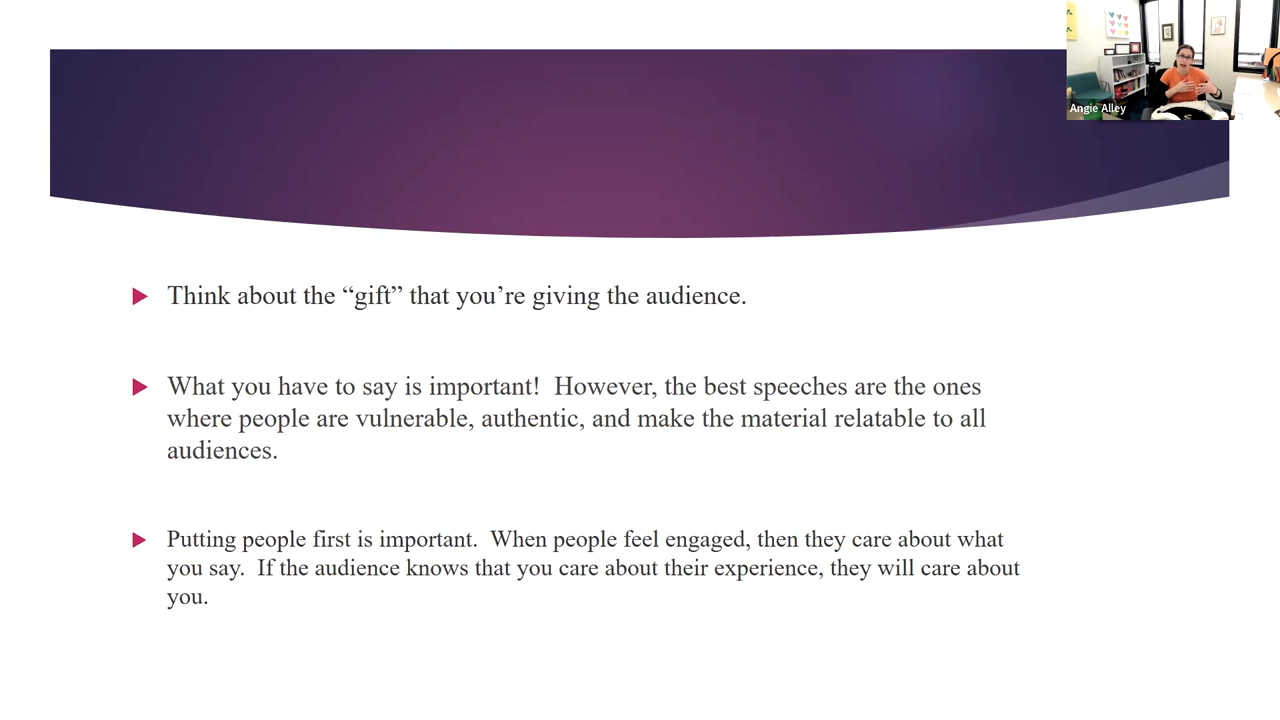 Angie Alley
Think about the “gift” that you’re giving the audience.
What you have to say is important!  However, the best speeches are the ones
where people are vulnerable, authentic, and make the material relatable to all
audiences.
Putting people first is important.  When people feel engaged, then they care about what
you say.  If the audience knows that you care about their experience, they will care about
you.